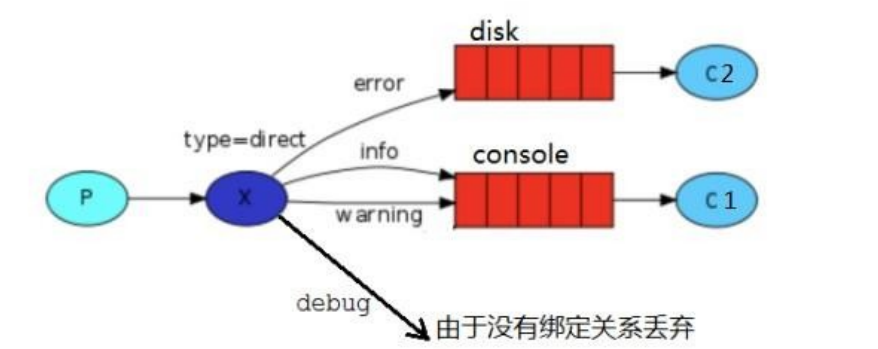 disk
C2
error
type=direct
info
console
P
X
C1
warning
debug
由于没有绑定关系丢弃